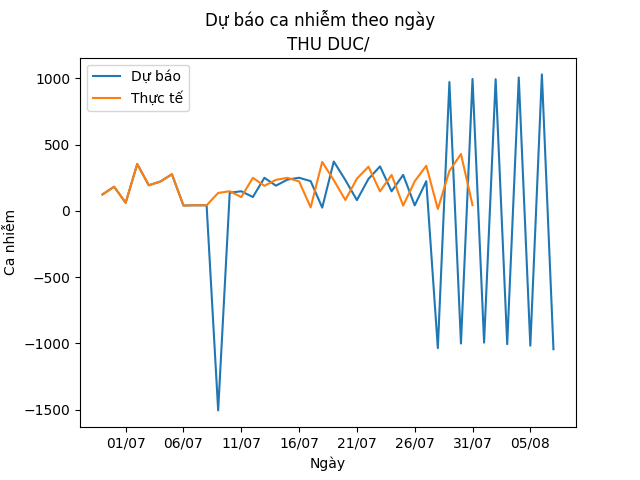 Dự báo ca nhiễm theo ngày
THU DUC/
Dự báo
Thực tế
Ca nhiễm
1000
500
0
−500
−1000
−1500
01/07 06/07 11/07 16/07 21/07 26/07 31/07 05/08
Ngày